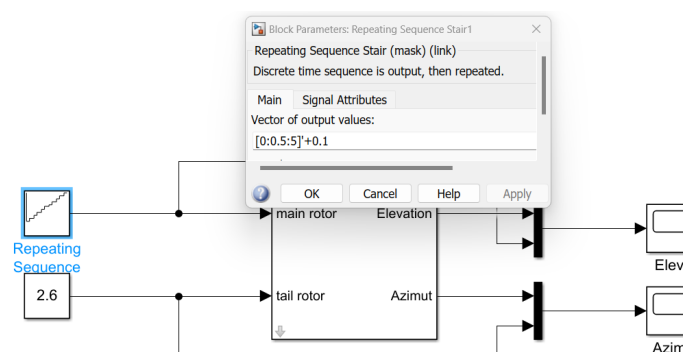 Block Parameters: Repeating Sequence Stair1
Repeating Sequence Stair (mask) (link)
Discrete time sequence is output, then repeated.
Main Signal Attributes
Vector of output values:
[0:0.5:5]'+0.1
OK Cancel Help Apply
main rotor Elevation
Repeating
Sequence
2.6
tail rotor Azimut
Elev
Azim